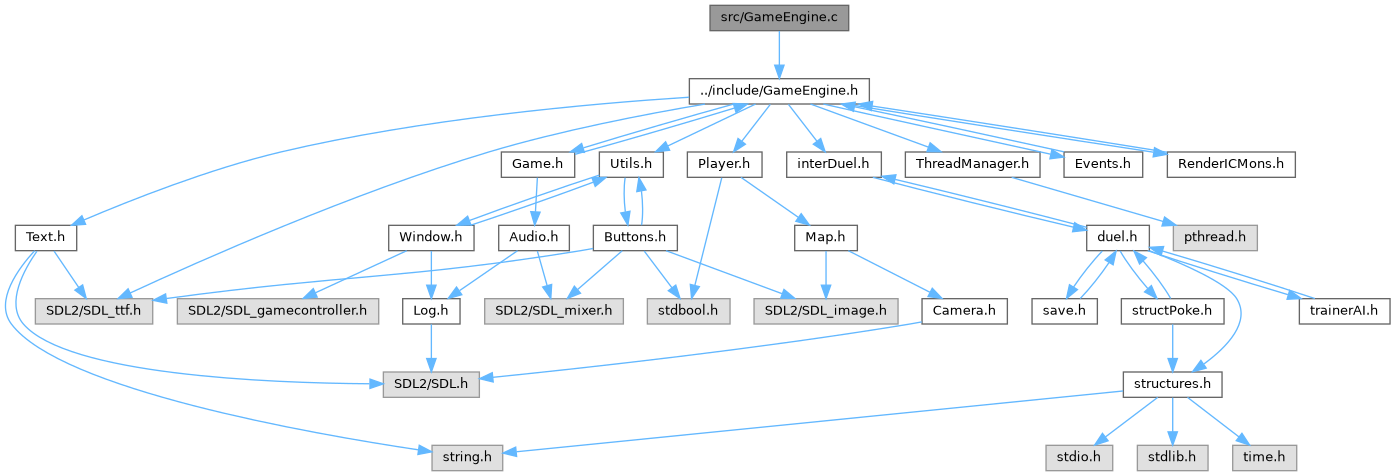 src/GameEngine.c
../include/GameEngine.h
Game.h
Utils.h
Player.h
interDuel.h
ThreadManager.h
Events.h
RenderICMons.h
Text.h
Window.h
Audio.h
Buttons.h
Map.h
duel.h
pthread.h
SDL2/SDL_ttf.h
SDL2/SDL_gamecontroller.h
Log.h
SDL2/SDL_mixer.h
stdbool.h
SDL2/SDL_image.h
Camera.h
save.h
structPoke.h
trainerAI.h
SDL2/SDL.h
structures.h
string.h
stdio.h
stdlib.h
time.h